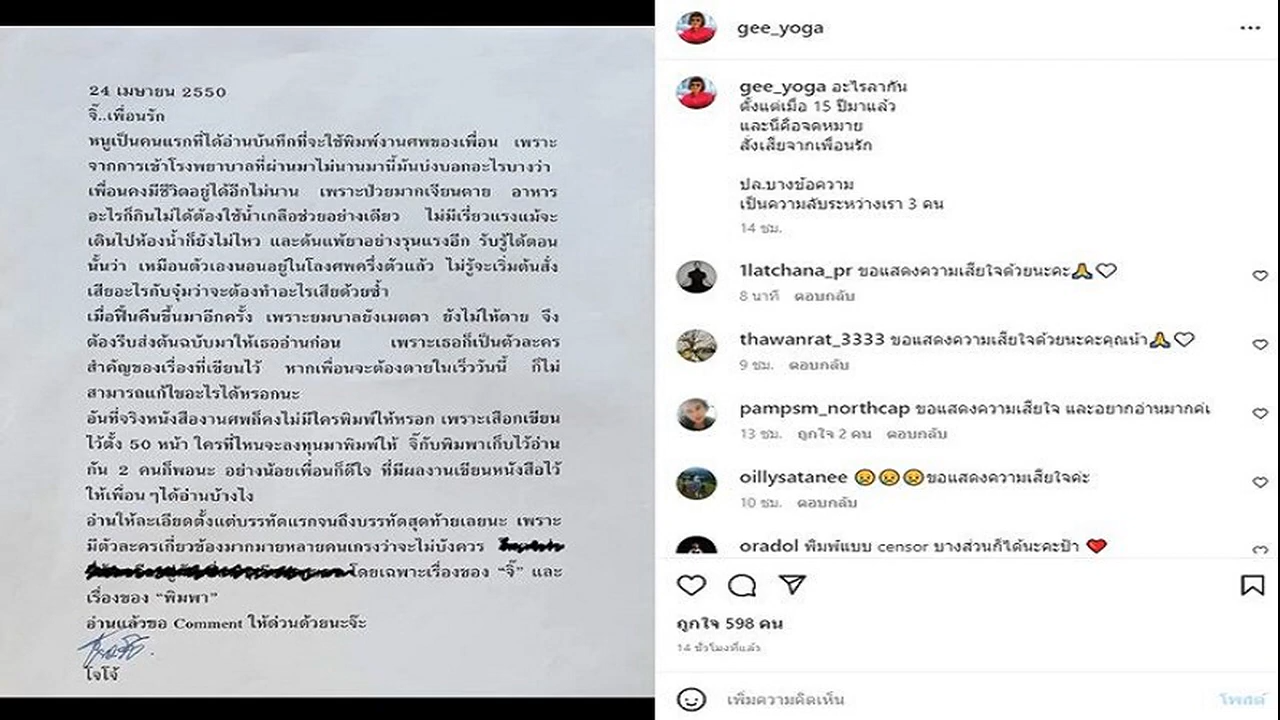 24 เมษายน 2550
จี๊..เพื่อนรัก
หนูเป็นคนแรกที่ได้อ่านบันทึกที่จะใช้พิมพ์งานศพของเพื่อน เพราะ
จากการเข้าโรงพยาบาลที่ผ่านมาไม่นานมานี้มันบ่งบอกอะไรบางว่า
เพื่อนคงมีชีวิตอยู่ได้อีกไม่นาน เพราะป่วยมากเจียนตาย อาหาร
อะไรก็กินไม่ได้ต้องใช้น้ำเกลือช่วยอย่างเดียว ไม่มีเรี่ยวแรงแม้จะ
เดินไปห้องน้ำก็ยังไม่ไหว และดันแพ้ยาอย่างรุนแรงอีก รับรู้ได้ตอน
นั้นว่า เหมือนตัวเองนอนอยู่ในโลงศพครึ่งตัวแล้ว ไม่รู้จะเริ่มต้นสั่ง
เสียอะไรกับจุ๋มว่าจะต้องทำอะไรเสียด้วยซ้ำ
เมื่อฟื้นคืนขึ้นมาอีกครั้ง เพราะยมบาลยังเมตตา ยังไม่ให้ตาย จึง
ต้องรีบส่งต้นฉบับมาให้เธออ่านก่อน เพราะเธอก็เป็นตัวละคร
สำคัญของเรื่องที่เขียนไว้ หากเพื่อนจะต้องตายในเร็ววันนี้ ก็ไม่
สามารถแก้ไขอะไรได้หรอกนะ
อันที่จริงหนังสืองานศพก็คงไม่มีใครพิมพ์ให้หรอก เพราะเสือกเขียน
ไว้ตั้ง 50 หน้า ใครที่ไหนจะลงทุนมาพิมพ์ให้ จี๊กับพิมพาเก็บไว้อ่าน
กัน 2 คนก็พอนะ อย่างน้อยเพื่อนก็ดีใจ ที่มีผลงานเขียนหนังสือไว้
ให้เพื่อนๆได้อ่านบ้างไง
อ่านให้ละเอียดตั้งแต่บรรทัดแรกจนถึงบรรทัดสุดท้ายเลยนะ เพราะ
มีตัวละครเกี่ยวข้องมากมายหลายคนเกรงว่าจะไม่บังควร
โดยเฉพาะเรื่องของ “จี๊” และ
เรื่องของ “พิมพา”
อ่านแล้วขอ Comment ให้ด่วนด้วยนะจ๊ะ
โจโจ้
gee_yoga
gee_yoga อะไรลากัน
ตั้งแต่เมื่อ 15 ปีมาแล้ว
และนี่คือจดหมาย
สั่งเสียจากเพื่อนรัก
ปล.บางข้อความ
เป็นความลับระหว่างเรา 3 คน
14 ชม.
1latchana_pr ขอแสดงความเสียใจด้วยนะคะ🙏🤍
8 นาที ตอบกลับ
thawanrat_3333 ขอแสดงความเสียใจด้วยนะคะคุณน้า🙏🤍
9 ชม. ตอบกลับ
pampsm_northcap ขอแสดงความเสียใจ และอยากอ่านมากค่ะ
13 ชม. ถูกใจ 2 คน ตอบกลับ
oillysatanee 😥😥😥ขอแสดงความเสียใจค่ะ
10 ชม. ตอบกลับ
oradol พิมพ์แบบ censor บางส่วนก็ได้นะคะป้า ❤️
ถูกใจ 598 คน
14 ชั่วโมงที่แล้ว
เพิ่มความคิดเห็น
โพสต์